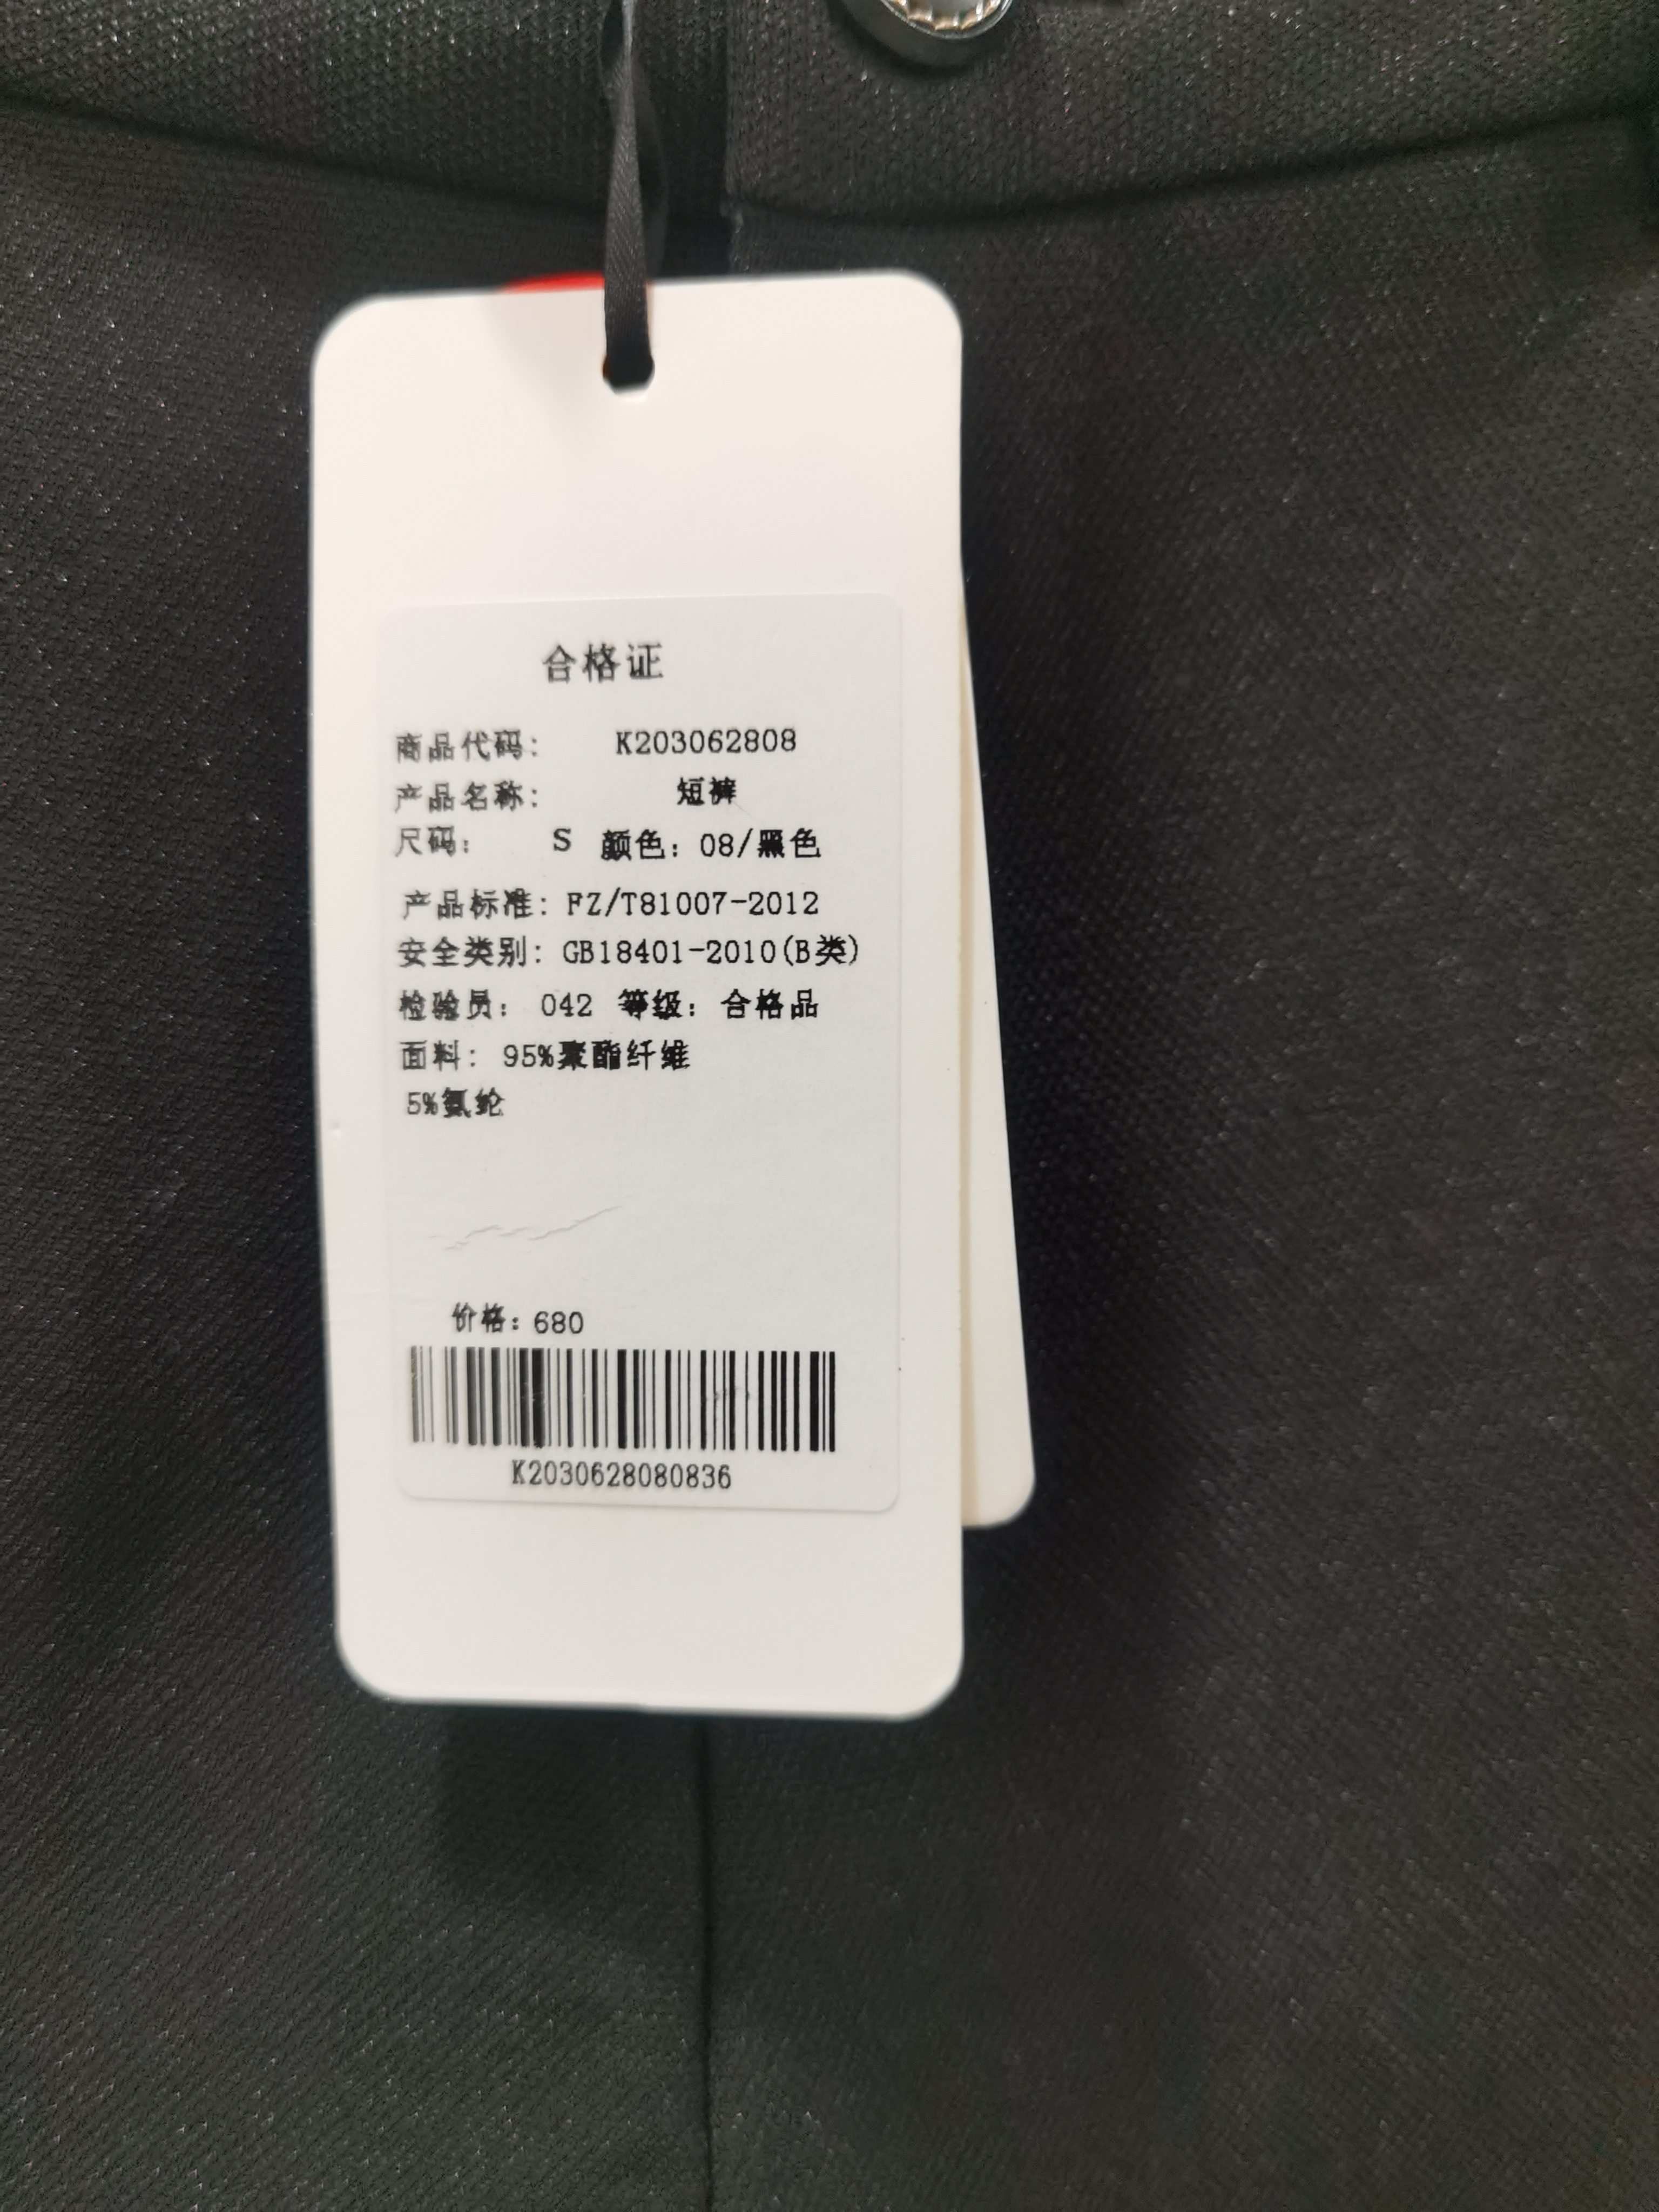 合格证
商品代码： K203062808
产品名称： 短裤
尺码： S 颜色：08/黑色
产品标准：FZ/T81007-2012
安全类别：GB18401-2010(B类)
检验员： 042 等级：合格品
面料： 95%聚酯纤维
5%氨纶
价格：680
K2030628080836